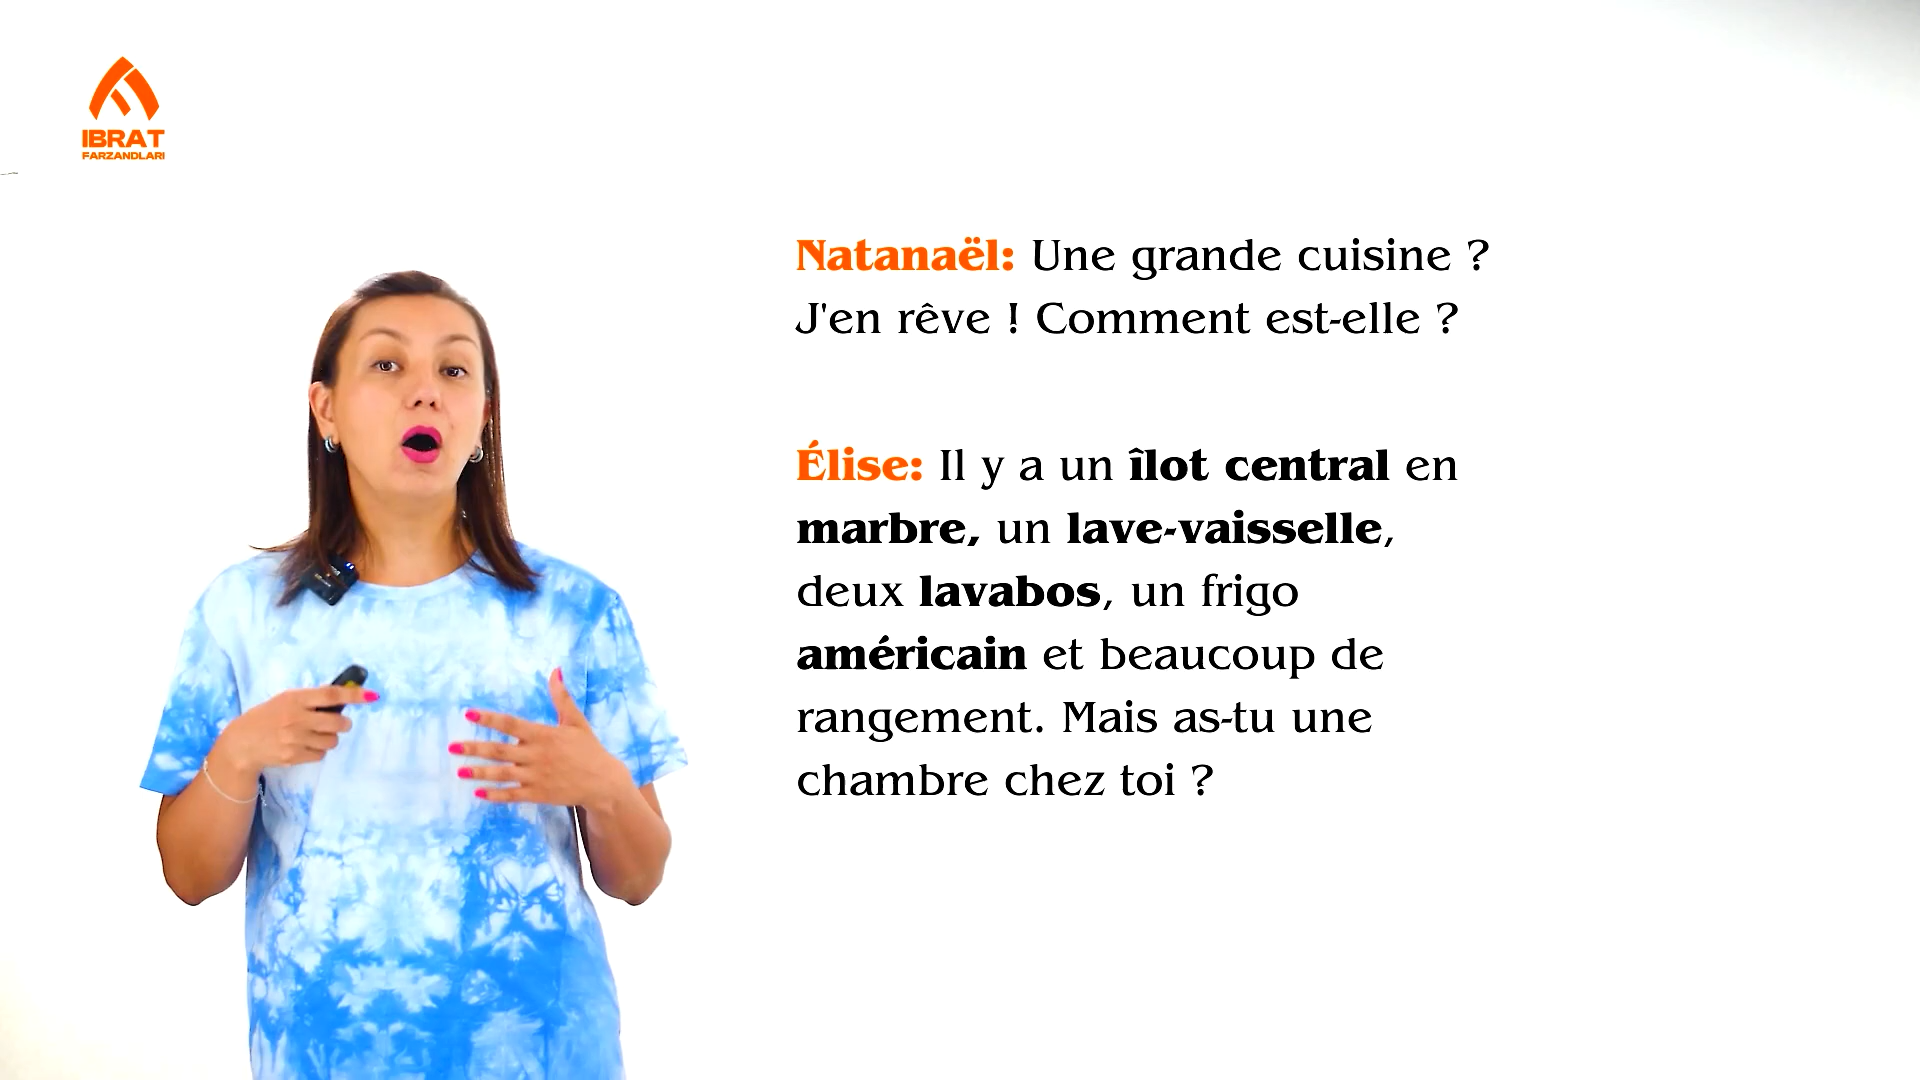 IBRAT
FARZANDLARI
Natanaël: Une grande cuisine ?
J'en rêve ! Comment est-elle ?
Élise: Il y a un îlot central en
marbre, un lave-vaisselle,
deux lavabos, un frigo
américain et beaucoup de
rangement. Mais as-tu une
chambre chez toi ?